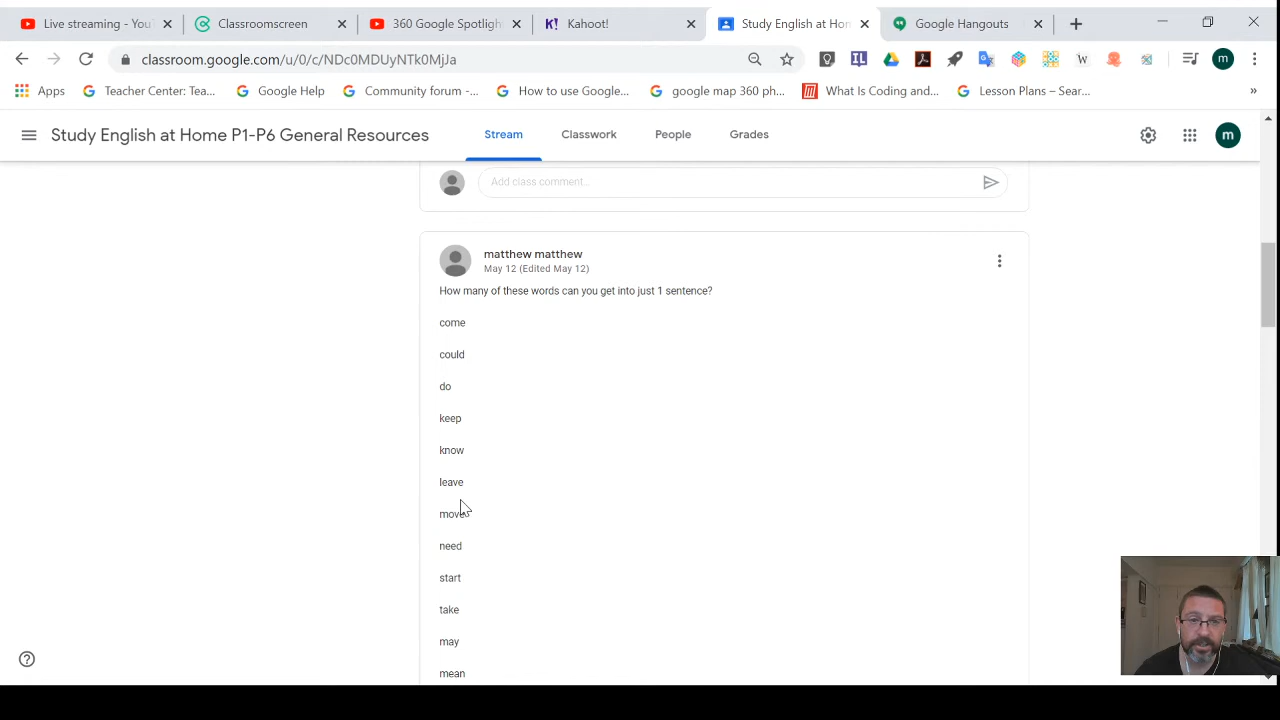 Live streaming - You
Classroomscreen
360 Google Spotligh
Kahoot!
Study English at Hom
Google Hangouts
classroom.google.com/u/0/c/NDc0MDUyNTk0MjJa
Apps
Teacher Center: Tea...
Google Help
Community forum -...
How to use Google...
google map 360 ph...
What Is Coding and...
Lesson Plans – Sear...
»
Study English at Home P1-P6 General Resources
Stream
Classwork
People
Grades
m
Add class comment...
matthew matthew
May 12 (Edited May 12)
How many of these words can you get into just 1 sentence?
come
could
do
keep
know
leave
move
need
start
take
may
mean